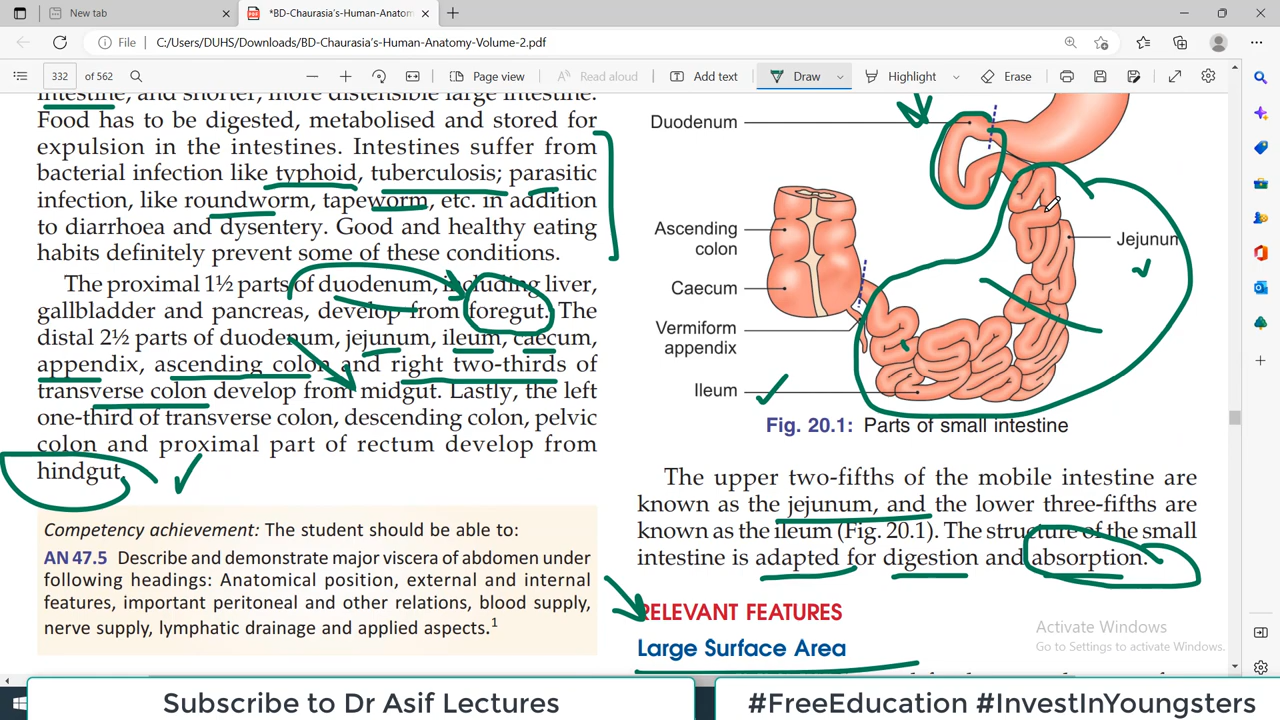 New tab
*BD-Chaurasia's-Human-Anatom
File
C:/Users/DUHS/Downloads/BD-Chaurasia's-Human-Anatomy-Volume-2.pdf
332 of 562
Page view
Read aloud
Add text
Draw
Highlight
Erase
intestine, and shorter, more distensible large intestine.
Food has to be digested, metabolised and stored for
expulsion in the intestines. Intestines suffer from
bacterial infection like typhoid, tuberculosis; parasitic
infection, like roundworm, tapeworm, etc. in addition
to diarrhoea and dysentery. Good and healthy eating
habits definitely prevent some of these conditions.
The proximal 1½ parts of duodenum, including liver,
gallbladder and pancreas, develop from foregut. The
distal 2½ parts of duodenum, jejunum, ileum, caecum,
appendix, ascending colon and right two-thirds of
transverse colon develop from midgut. Lastly, the left
one-third of transverse colon, descending colon, pelvic
colon and proximal part of rectum develop from
hindgut.
Competency achievement: The student should be able to:
AN 47.5 Describe and demonstrate major viscera of abdomen under
following headings: Anatomical position, external and internal
features, important peritoneal and other relations, blood supply,
nerve supply, lymphatic drainage and applied aspects.1
Duodenum
Ascending
colon
Caecum
Vermiform
appendix
Ileum
Jejunum
Fig. 20.1: Parts of small intestine
The upper two-fifths of the mobile intestine are
known as the jejunum, and the lower three-fifths are
known as the ileum (Fig. 20.1). The structure of the small
intestine is adapted for digestion and absorption.
RELEVANT FEATURES
Large Surface Area
Activate Windows
Go to Settings to activate Windows.
Subscribe to Dr Asif Lectures
#FreeEducation #InvestInYoungsters